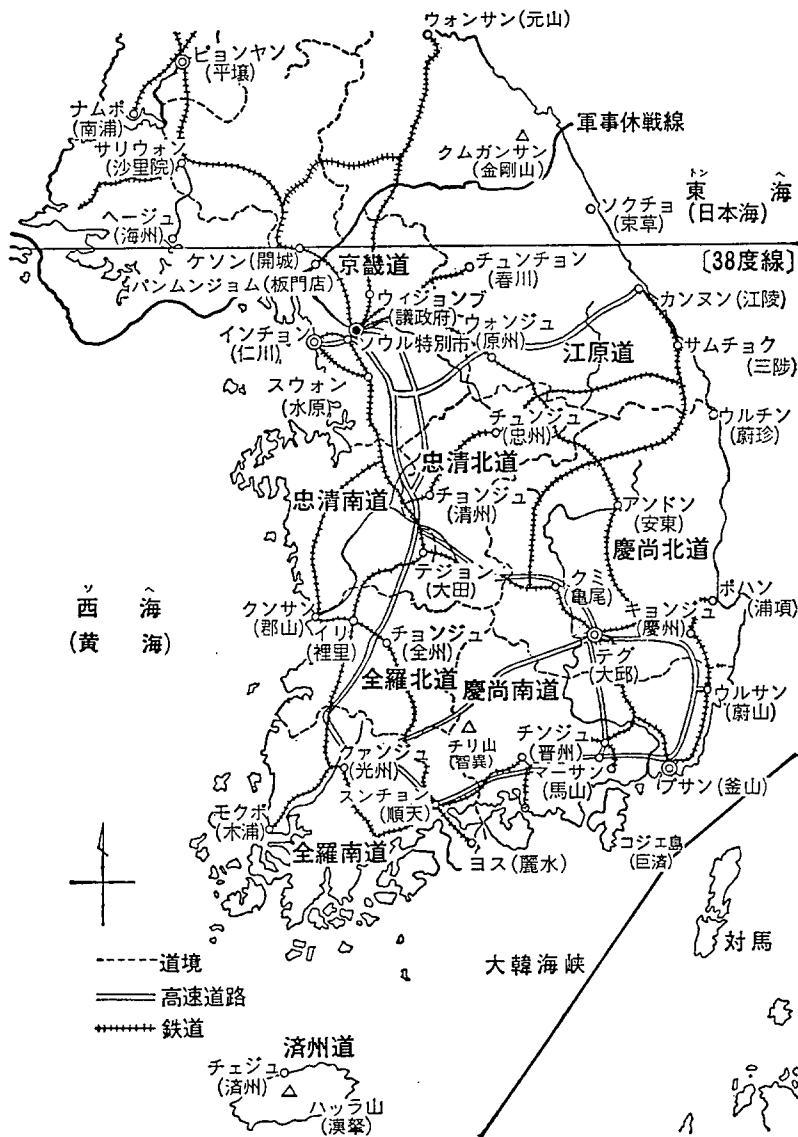 ウォンサン(元山)
ピョンヤン
(平壌)
ナムポ
(南浦)
軍事休戦線
サリウォン
(沙里院)
クムガンサン
(金剛山)
トン ヘ
東 海
(日本海)
ソクチョ
(束草)
ヘージュ
(海州)
ケソン(開城)
京畿道
チュンチョン
(春川)
〔38度線〕
パンムンジョム(板門店)
ウィジョンブ
(議政府)
カンヌン(江陵)
インチョン
(仁川)
ソウル特別市
ウォンジュ
(原州)
江原道
サムチョク
(三陟)
スウォン
(水原)
チュンジュ
(忠州)
ウルチン
(蔚珍)
忠清北道
忠清南道
チョンジュ
(清州)
アンドン
(安東)
慶尚北道
テジョン
(大田)
クミ
(亀尾)
ポハン
(浦項)
ソ ヘ
西 海
(黄 海)
クンサン
(郡山)
イリ
(裡里)
チョンジュ
(全州)
キョンジュ
(慶州)
テグ
(大邱)
全羅北道
慶尚南道
ウルサン
(蔚山)
チリ山
(智異)
チンジュ
(晋州)
クァンジュ
(光州)
マーサン
(馬山)
プサン(釜山)
スンチョン
(順天)
モクポ
(木浦)
全羅南道
ヨス(麗水)
コジェ島
(巨済)
対馬
大韓海峡
道境
高速道路
鉄道
済州道
チェジュ
(済州)
ハッラ山
(漢拏)